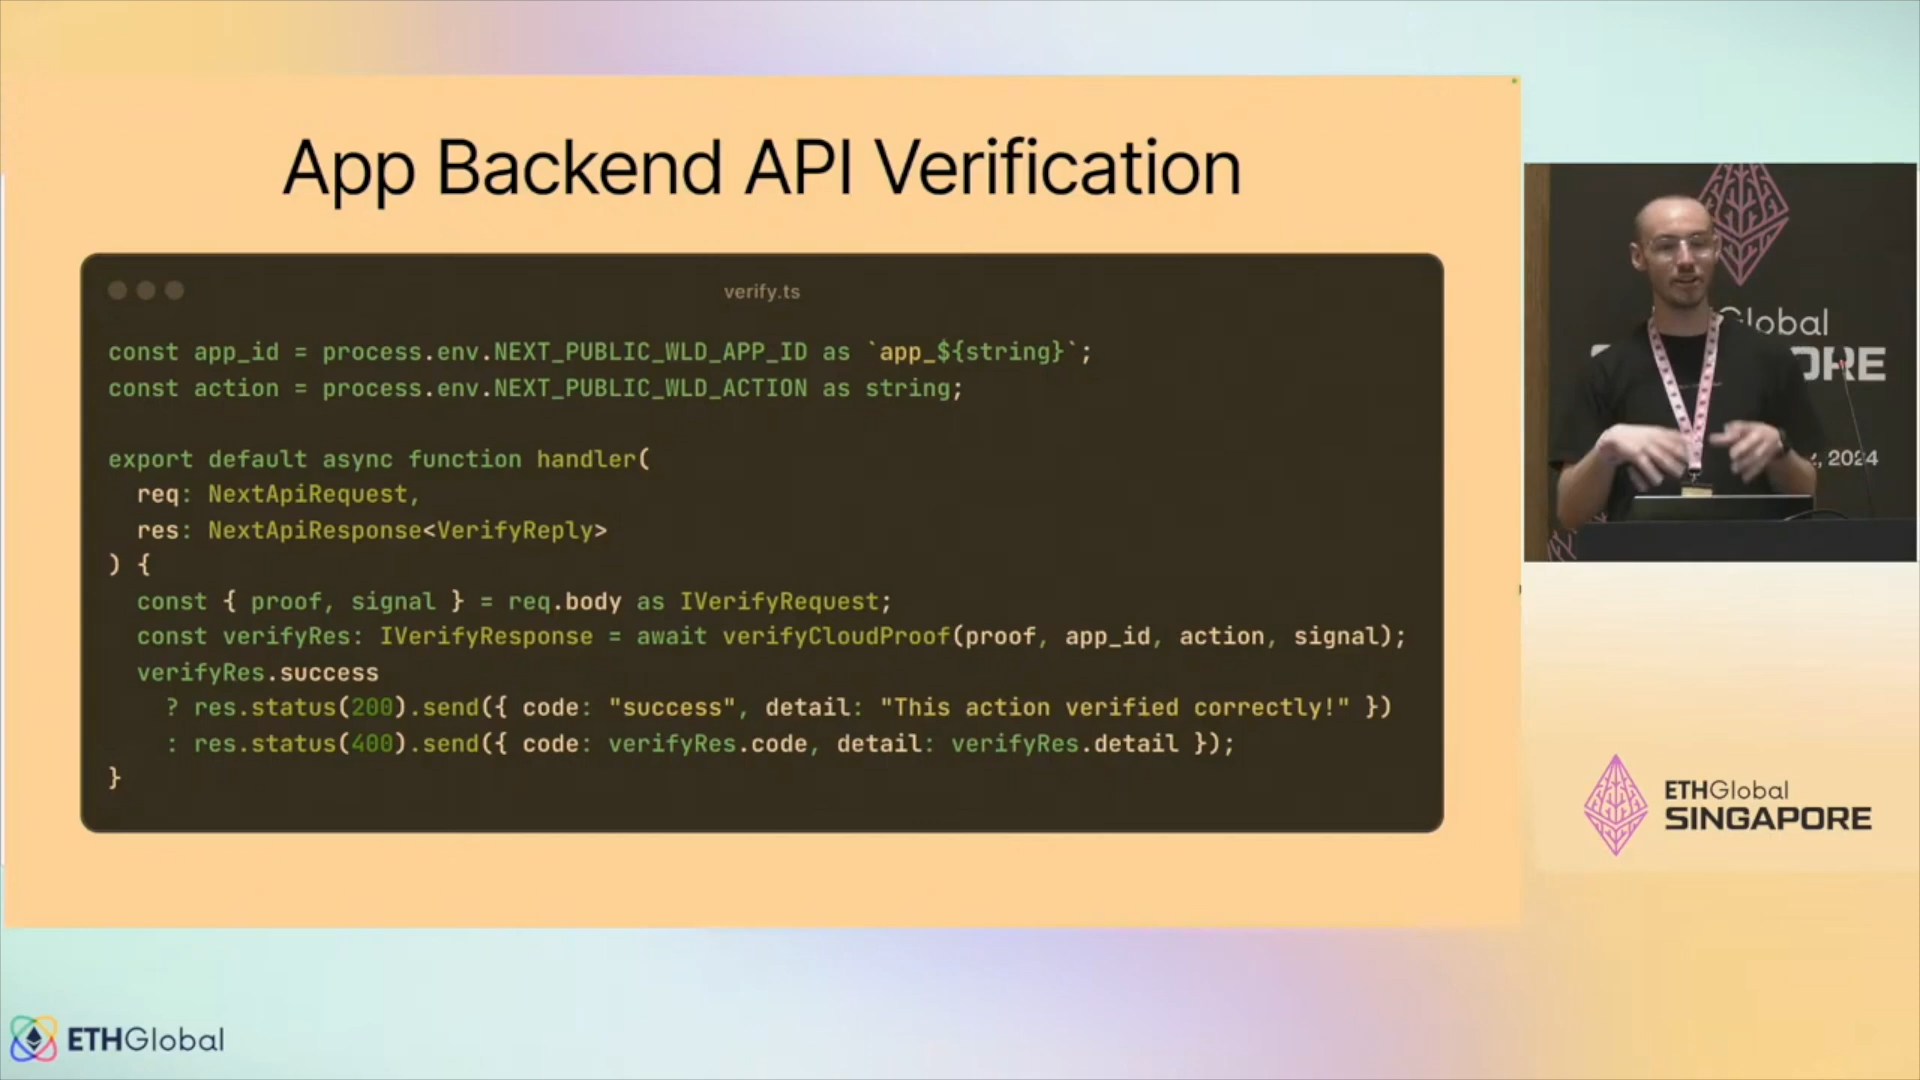 App Backend API Verification
verify.ts
const app_id = process.env.NEXT_PUBLIC_WLD_APP_ID as `app_${string}`;
const action = process.env.NEXT_PUBLIC_WLD_ACTION as string;
export default async function handler(
req: NextApiRequest,
res: NextApiResponse<VerifyReply>
) {
const { proof, signal } = req.body as IVerifyRequest;
const verifyRes: IVerifyResponse = await verifyCloudProof(proof, app_id, action, signal);
verifyRes.success
? res.status(200).send({ code: "success", detail: "This action verified correctly!" })
: res.status(400).send({ code: verifyRes.code, detail: verifyRes.detail });
}
Global
, 2024
ETHGlobal
SINGAPORE
ETHGlobal